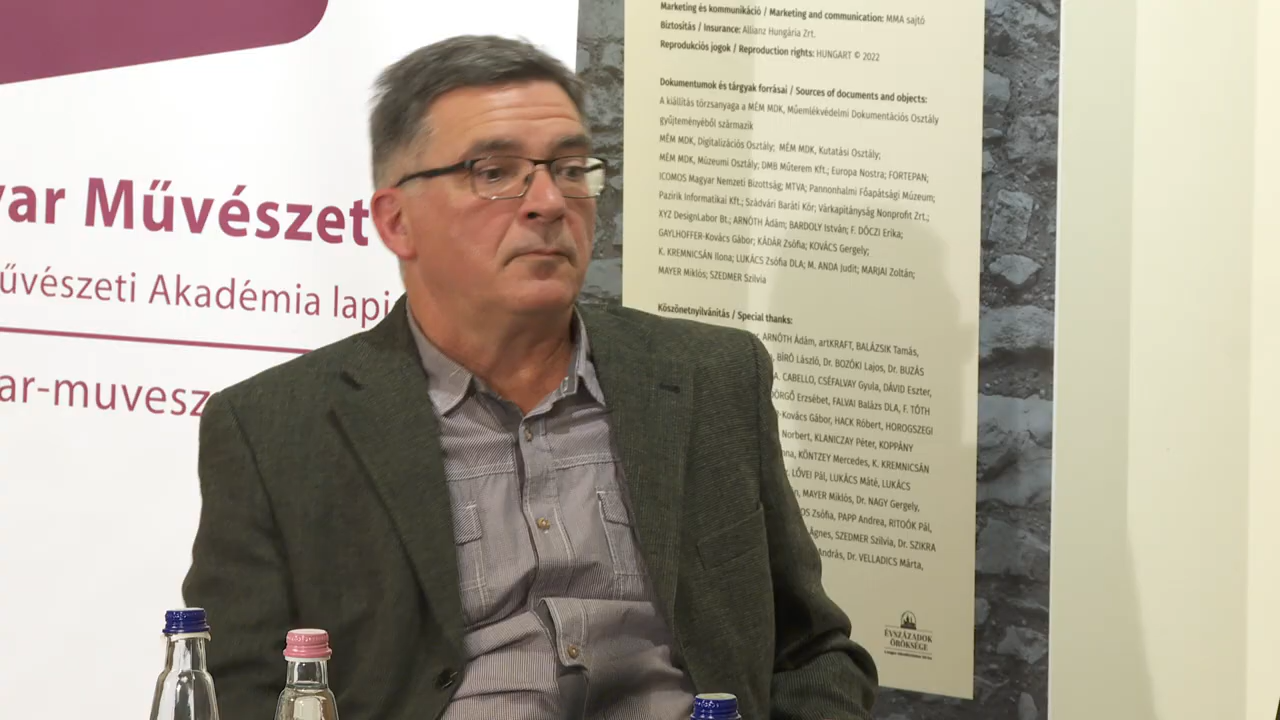 yar Művészet
űvészeti Akadémia lapj
ar-muvesz
Marketing és kommunikáció / Marketing and communication: MMA sajtó
Biztosítás / Insurance: Allianz Hungária Zrt.
Reprodukciós jogok / Reproduction rights: HUNGART © 2022
Dokumentumok és tárgyak forrásai / Sources of documents and objects:
A kiállítás törzsanyaga a MÉM MDK, Műemlékvédelmi Dokumentációs Osztály
gyűjteményéből származik
MÉM MDK, Digitalizációs Osztály; MÉM MDK, Kutatási Osztály;
MÉM MDK, Múzeumi Osztály; DMB Műterem Kft.; Europa Nostra; FORTEPAN;
ICOMOS Magyar Nemzeti Bizottság; MTVA; Pannonhalmi Főapátsági Múzeum;
Pazirik Informatikai Kft.; Szádvári Baráti Kör; Várkapitányság Nonprofit Zrt.;
XYZ DesignLabor Bt.; ARNÓTH Ádám; BARDOLY István; F. DÓCZI Erika;
GAYLHOFFER-Kovács Gábor; KÁDÁR Zsófia; KOVÁCS Gergely;
K. KREMNICSÁN Ilona; LUKÁCS Zsófia DLA; M. ANDA Judit; MARJAI Zoltán;
MAYER Miklós; SZEDMER Szilvia
Köszönetnyilvánítás / Special thanks:
ARNÓTH Ádám, artKRAFT, BALÁZSIK Tamás,
BÍRÓ László, Dr. BOZÓKI Lajos, Dr. BUZÁS
A. CABELLO, CSÉFALVAY Gyula, DÁVID Eszter,
ÖRGŐ Erzsébet, FALVAI Balázs DLA, F. TÓTH
-Kovács Gábor, HACK Róbert, HOROGSZEGI
Norbert, KLANICZAY Péter, KOPPÁNY
nna, KÖNTZEY Mercedes, K. KREMNICSÁN
LŐVEI Pál, LUKÁCS Máté, LUKÁCS
MAYER Miklós, Dr. NAGY Gergely,
OS Zsófia, PAPP Andrea, RITOÓK Pál,
Ágnes, SZEDMER Szilvia, Dr. SZIKRA
András, Dr. VELLADICS Márta,
ÉVSZÁZADOK
ÖRÖKSÉGE